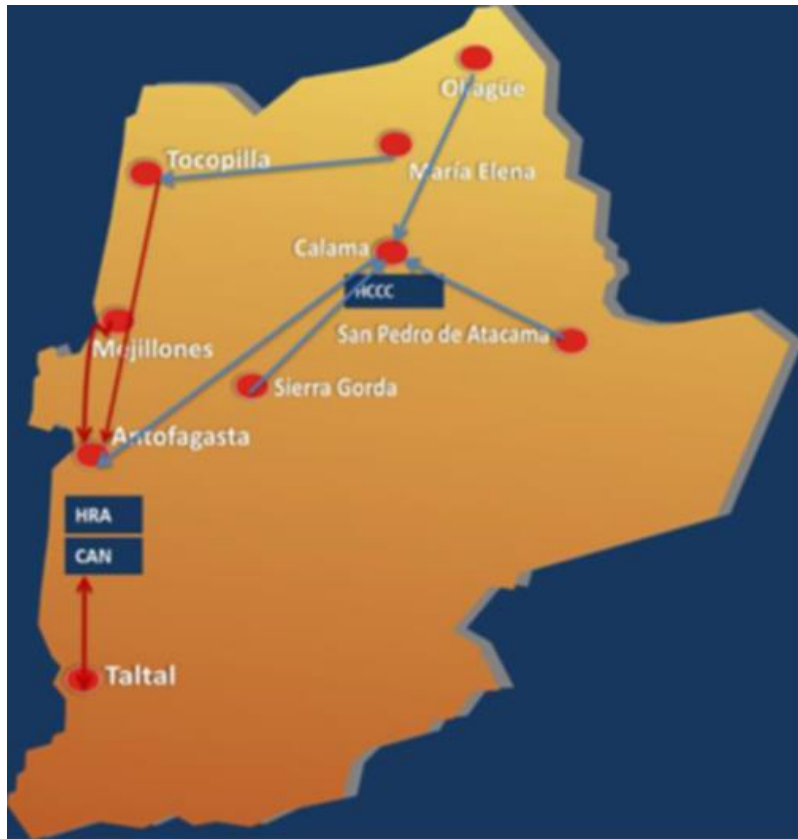 Ollagüe
María Elena
Tocopilla
Calama
HCCC
San Pedro de Atacama
Mejillones
Sierra Gorda
Antofagasta
HRA
CAN
Taltal